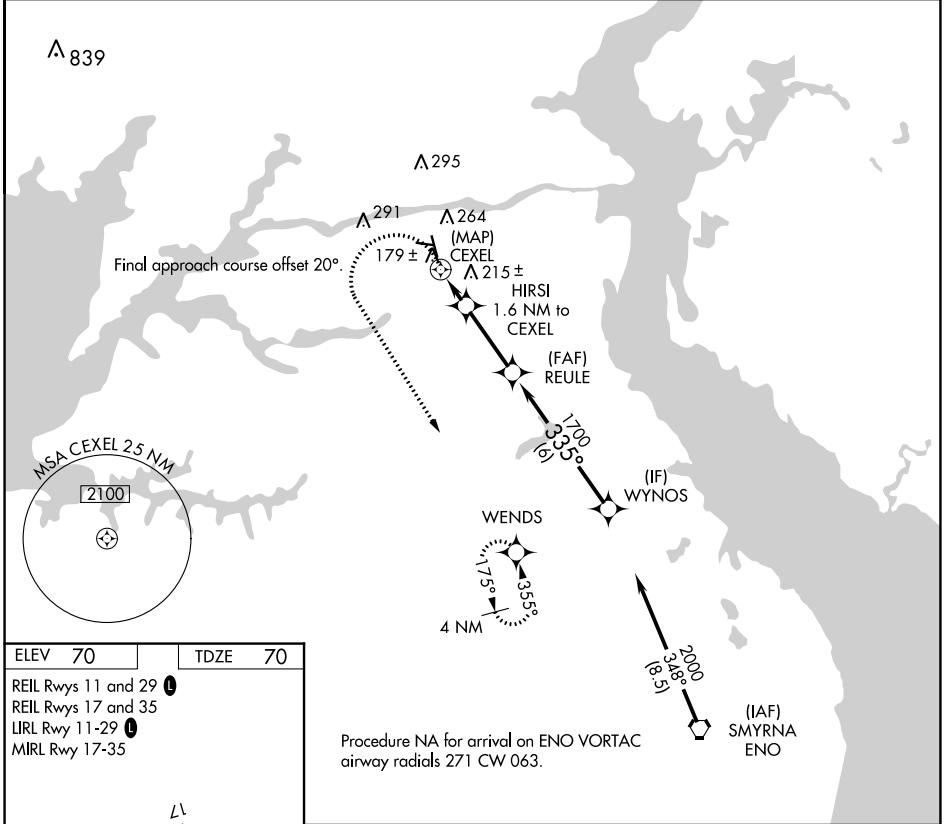 839
295
291
264
(MAP)
CEXEL
179 ±
215 ±
Final approach course offset 20°.
HIRSI
1.6 NM to
CEXEL
(FAF)
REULE
1700
335°
(6)
(IF)
WYNOS
MSA CEXEL 25 NM
2100
WENDS
175°
355°
4 NM
2000
348°
(8.5)
(IAF)
SMYRNA
ENO
ELEV 70
TDZE 70
REIL Rwys 11 and 29 L
REIL Rwys 17 and 35
LIRL Rwy 11-29 L
MIRL Rwy 17-35
Procedure NA for arrival on ENO VORTAC
airway radials 271 CW 063.
17